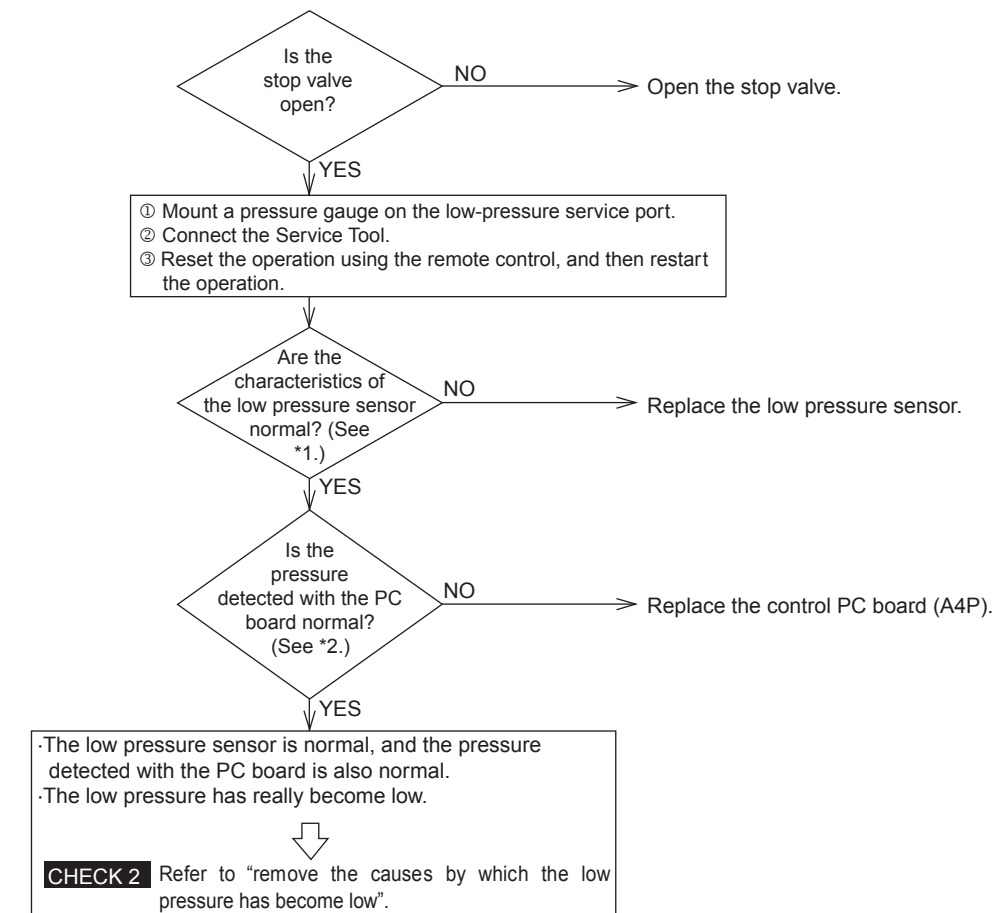 Is the
stop valve
open?
NO
Open the stop valve.
YES
① Mount a pressure gauge on the low-pressure service port.
② Connect the Service Tool.
③ Reset the operation using the remote control, and then restart
the operation.
Are the
characteristics of
the low pressure sensor
normal? (See
*1.)
NO
Replace the low pressure sensor.
YES
Is the
pressure
detected with the PC
board normal?
(See *2.)
NO
Replace the control PC board (A4P).
YES
·The low pressure sensor is normal, and the pressure
detected with the PC board is also normal.
·The low pressure has really become low.
CHECK 2 Refer to “remove the causes by which the low
pressure has become low”.